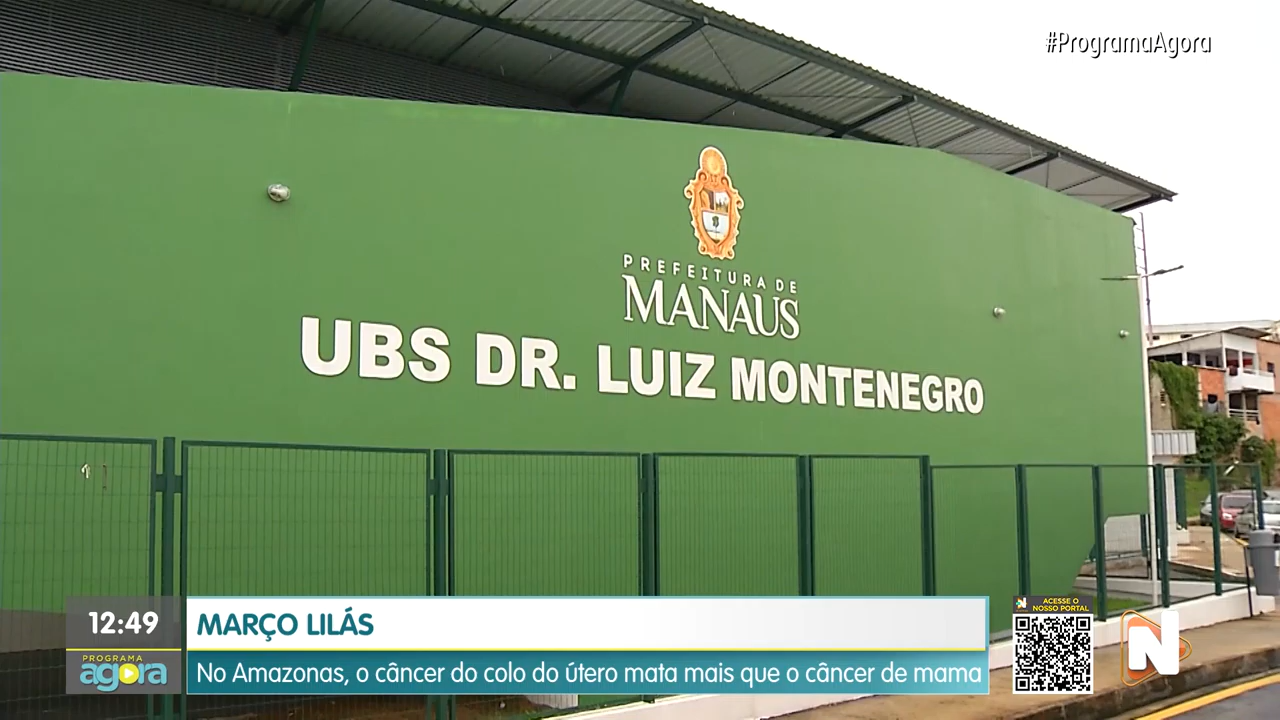 #ProgramaAgora
PREFEITURA DE
MANAUS
UBS DR. LUIZ MONTENEGRO
12:49
PROGRAMA
agora
MARÇO LILÁS
No Amazonas, o câncer do colo do útero mata mais que o câncer de mama
ACESSE O
NOSSO PORTAL
N